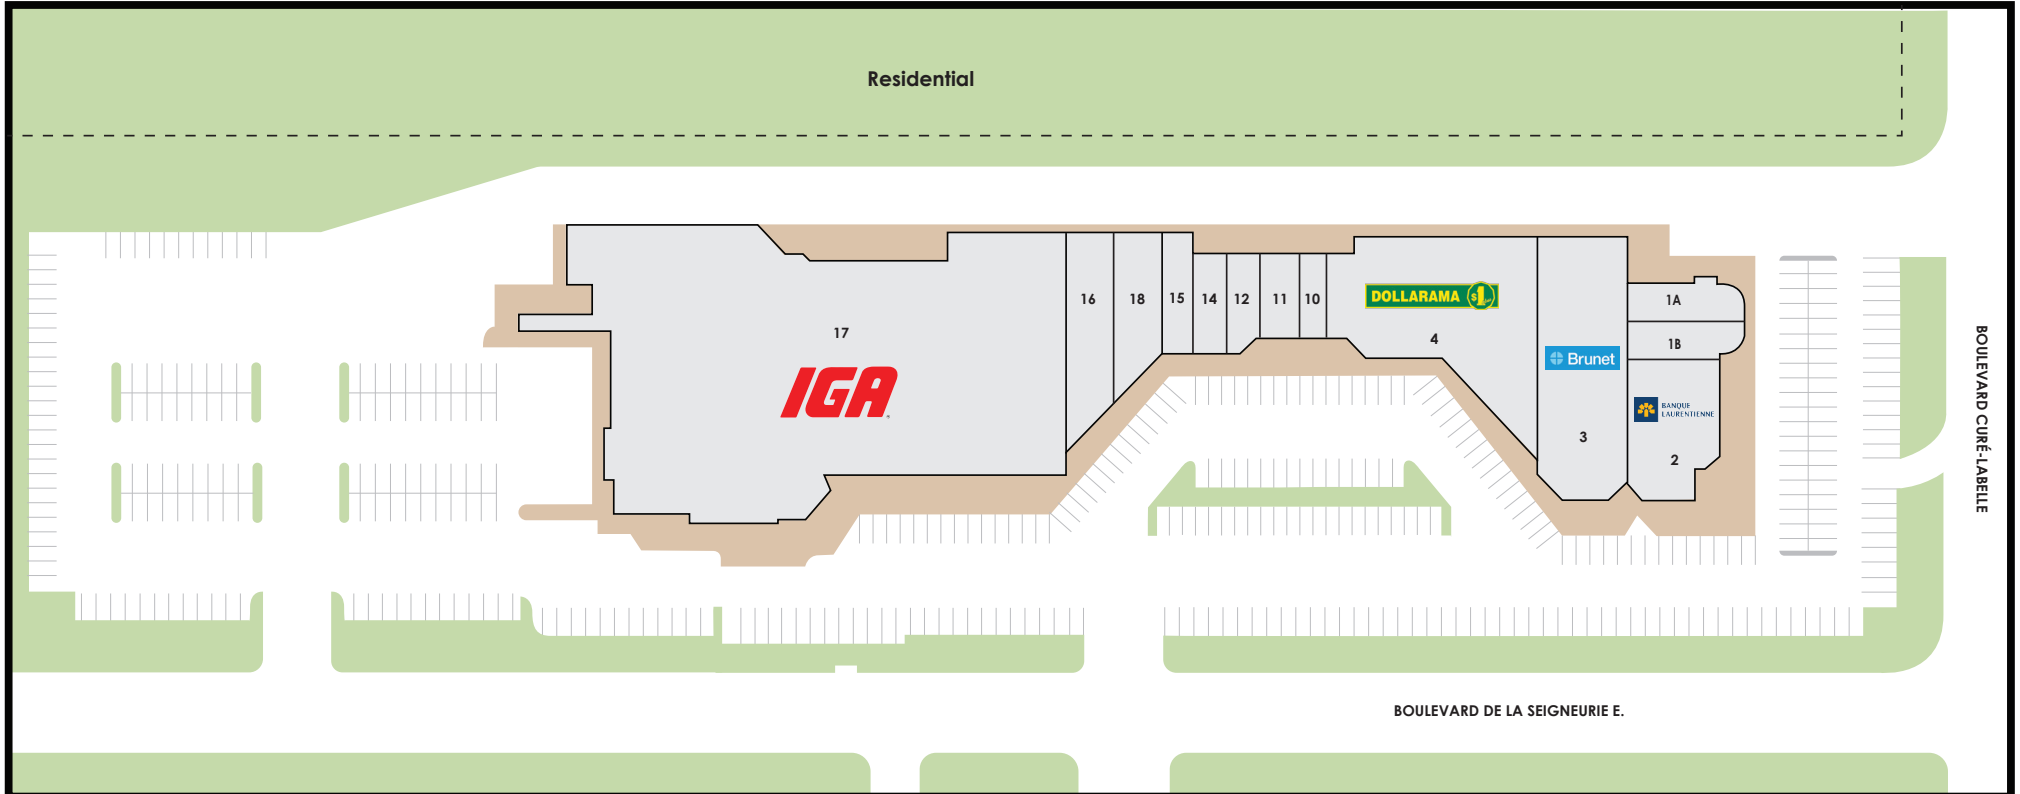 Residential
17
IGA
16
18
15
14
12
11
10
DOLLARAMA $1
4
Brunet
3
1A
1B
BANQUE
LAURENTIENNE
2
BOULEVARD CURÉ-LABELLE
BOULEVARD DE LA SEIGNEURIE E.